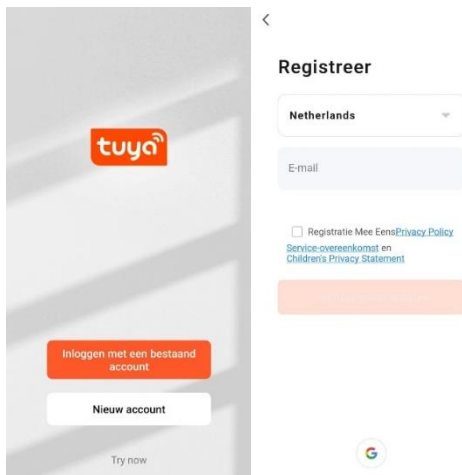 tuya
Inloggen met een bestaand
account
Nieuw account
Try now
Registreer
Netherlands
E-mail
Registratie Mee EensPrivacy Policy
Service-overeenkomst en
Children's Privacy Statement
G